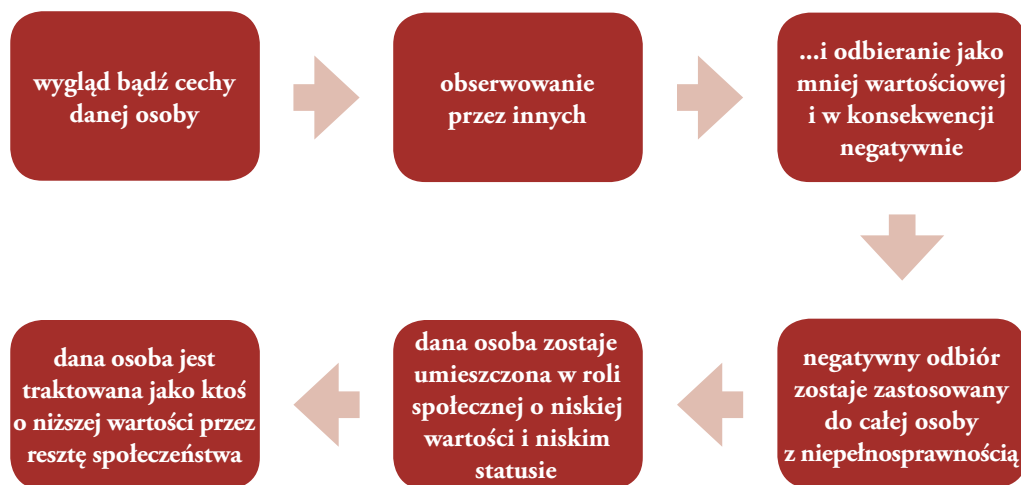 wygląd bądź cechy
danej osoby
obserwowanie
przez innych
...i odbieranie jako
mniej wartościowej
i w konsekwencji
negatywnie
negatywny odbiór
zostaje zastosowany
do całej osoby
z niepełnosprawnością
dana osoba zostaje
umieszczona w roli
społecznej o niskiej
wartości i niskim
statusie
dana osoba jest
traktowana jako ktoś
o niższej wartości przez
resztę społeczeństwa